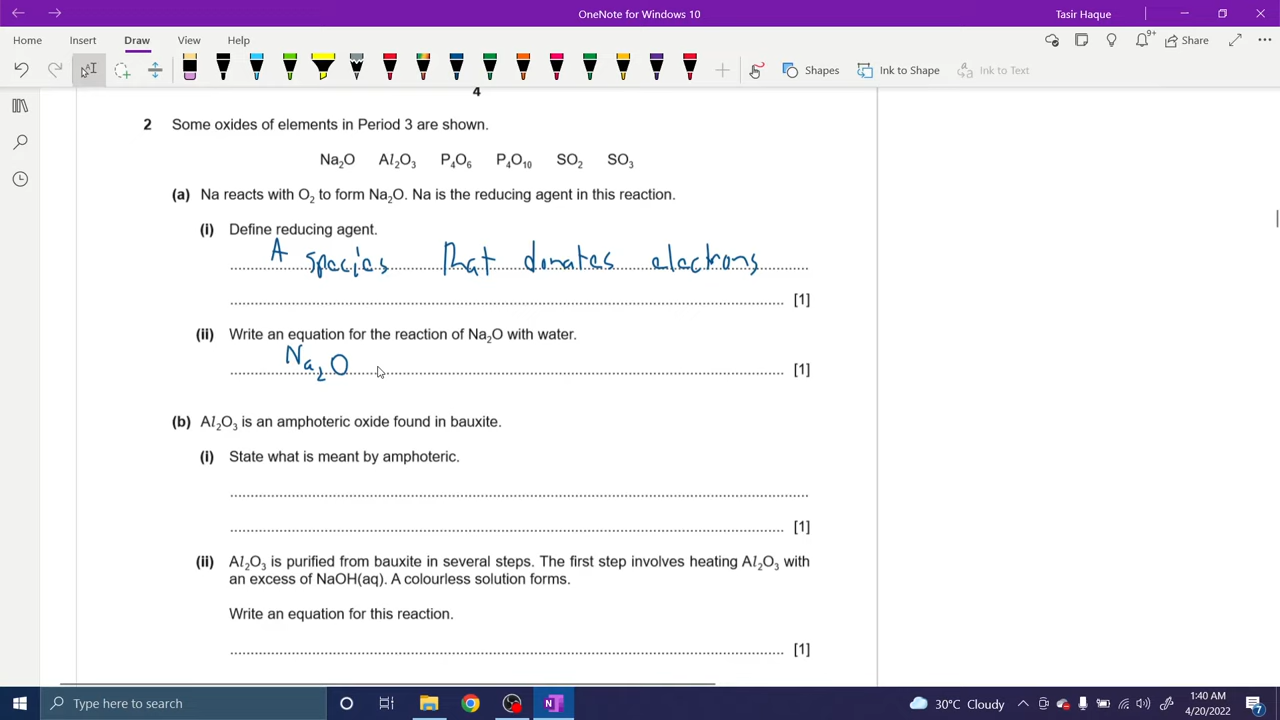 OneNote for Windows 10
Tasir Haque
Home Insert Draw View Help
9+
Share
Shapes Ink to Shape Ink to Text
4
2 Some oxides of elements in Period 3 are shown.
Na₂O Al₂O₃ P₄O₆ P₄O₁₀ SO₂ SO₃
(a) Na reacts with O₂ to form Na₂O. Na is the reducing agent in this reaction.
(i) Define reducing agent.
A species that donates electrons
[1]
(ii) Write an equation for the reaction of Na₂O with water.
Na₂O [1]
(b) Al₂O₃ is an amphoteric oxide found in bauxite.
(i) State what is meant by amphoteric.
[1]
(ii) Al₂O₃ is purified from bauxite in several steps. The first step involves heating Al₂O₃ with
an excess of NaOH(aq). A colourless solution forms.
Write an equation for this reaction.
[1]
Type here to search
30°C Cloudy
1:40 AM
4/20/2022
7